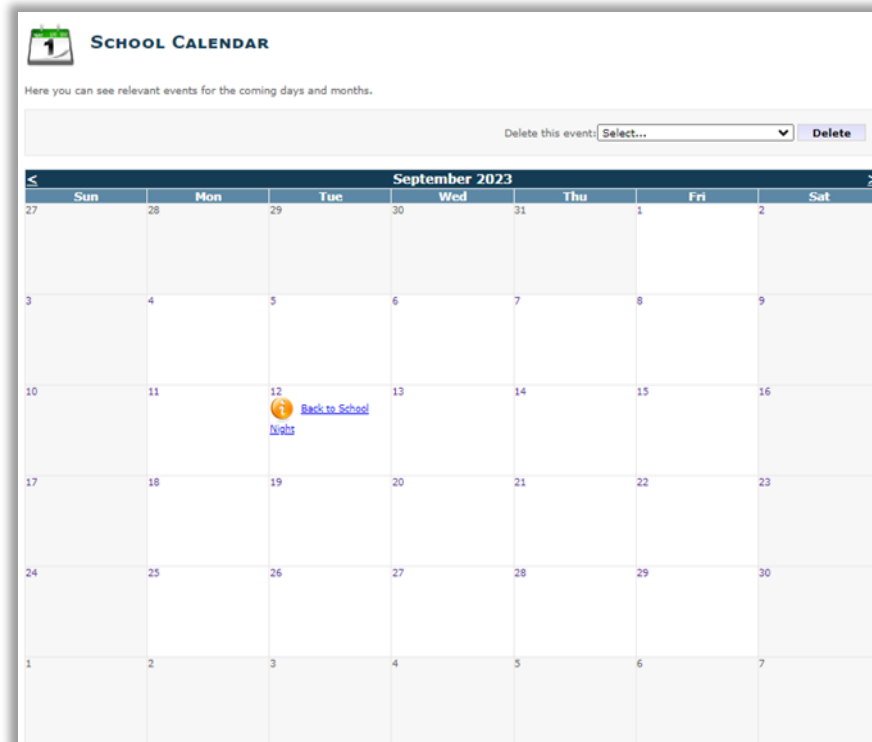 1
SCHOOL CALENDAR
Here you can see relevant events for the coming days and months.
Delete this event: Select... Delete
< September 2023 >
Sun Mon Tue Wed Thu Fri Sat
27 28 29 30 31 1 2
3 4 5 6 7 8 9
10 11 12 13 14 15 16
Back to School
Night
17 18 19 20 21 22 23
24 25 26 27 28 29 30
1 2 3 4 5 6 7